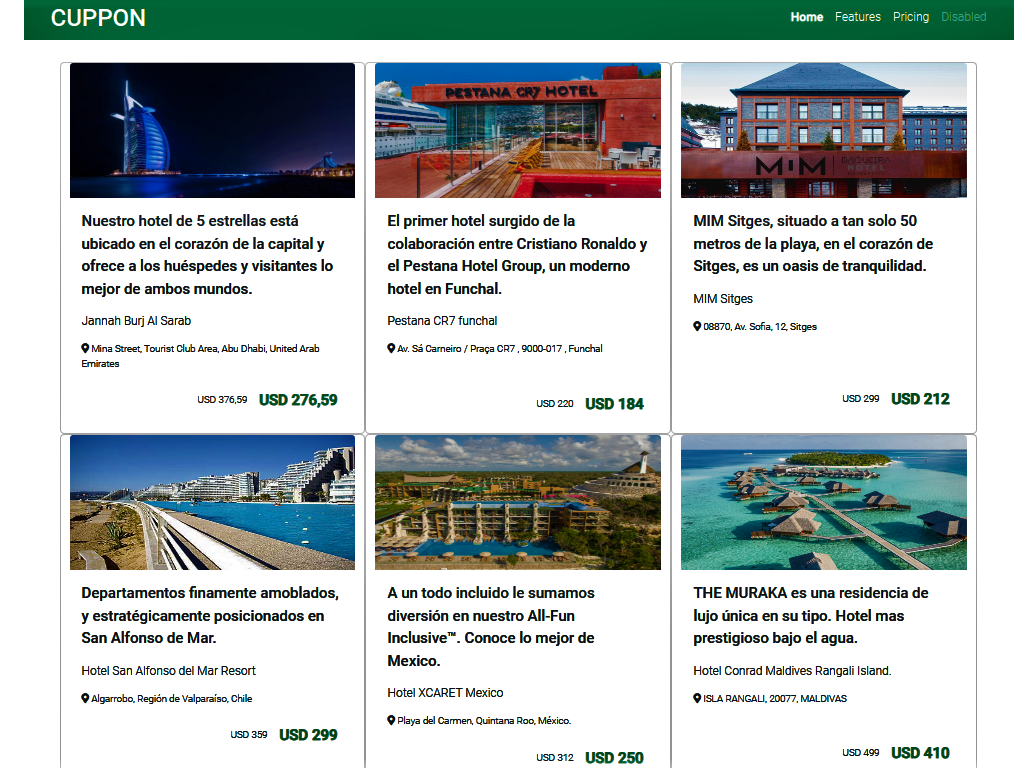 CUPPON
Home Features Pricing Disabled
PESTANA CR7 HOTEL
MIM
HOTEL
Nuestro hotel de 5 estrellas está
ubicado en el corazón de la capital y
ofrece a los huéspedes y visitantes lo
mejor de ambos mundos.
Jannah Burj Al Sarab
Mina Street, Tourist Club Area, Abu Dhabi, United Arab
Emirates
USD 376,59 USD 276,59
El primer hotel surgido de la
colaboración entre Cristiano Ronaldo y
el Pestana Hotel Group, un moderno
hotel en Funchal.
Pestana CR7 funchal
Av. Sá Carneiro / Praça CR7 , 9000-017 , Funchal
USD 220 USD 184
MIM Sitges, situado a tan solo 50
metros de la playa, en el corazón de
Sitges, es un oasis de tranquilidad.
MIM Sitges
08870, Av. Sofia, 12, Sitges
USD 299 USD 212
Departamentos finamente amoblados,
y estratégicamente posicionados en
San Alfonso de Mar.
Hotel San Alfonso del Mar Resort
Algarrobo, Región de Valparaíso, Chile
USD 359 USD 299
A un todo incluido le sumamos
diversión en nuestro All-Fun
Inclusive™. Conoce lo mejor de
Mexico.
Hotel XCARET Mexico
Playa del Carmen, Quintana Roo, México.
USD 312 USD 250
THE MURAKA es una residencia de
lujo única en su tipo. Hotel mas
prestigioso bajo el agua.
Hotel Conrad Maldives Rangali Island.
ISLA RANGALI, 20077, MALDIVAS
USD 499 USD 410